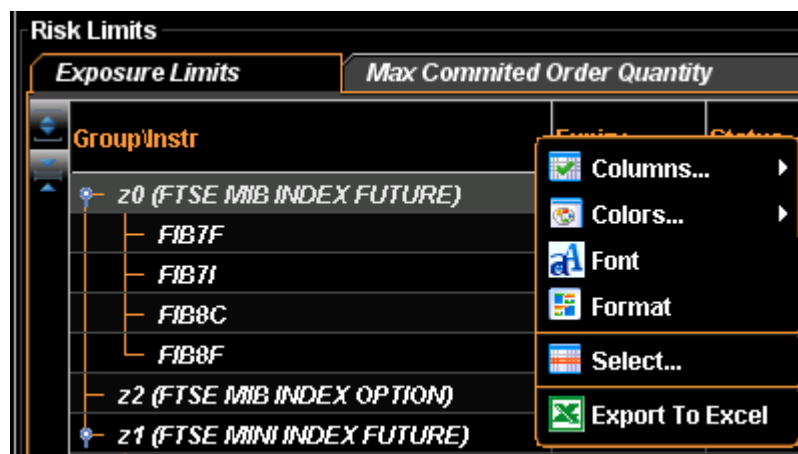 Risk Limits
Exposure Limits
Max Commited Order Quantity
Group\Instr
Columns...
Colors...
Font
Format
Select...
Export To Excel
z0 (FTSE MIB INDEX FUTURE)
FIB7F
FIB7I
FIB8C
FIB8F
z2 (FTSE MIB INDEX OPTION)
z1 (FTSE MINI INDEX FUTURE)